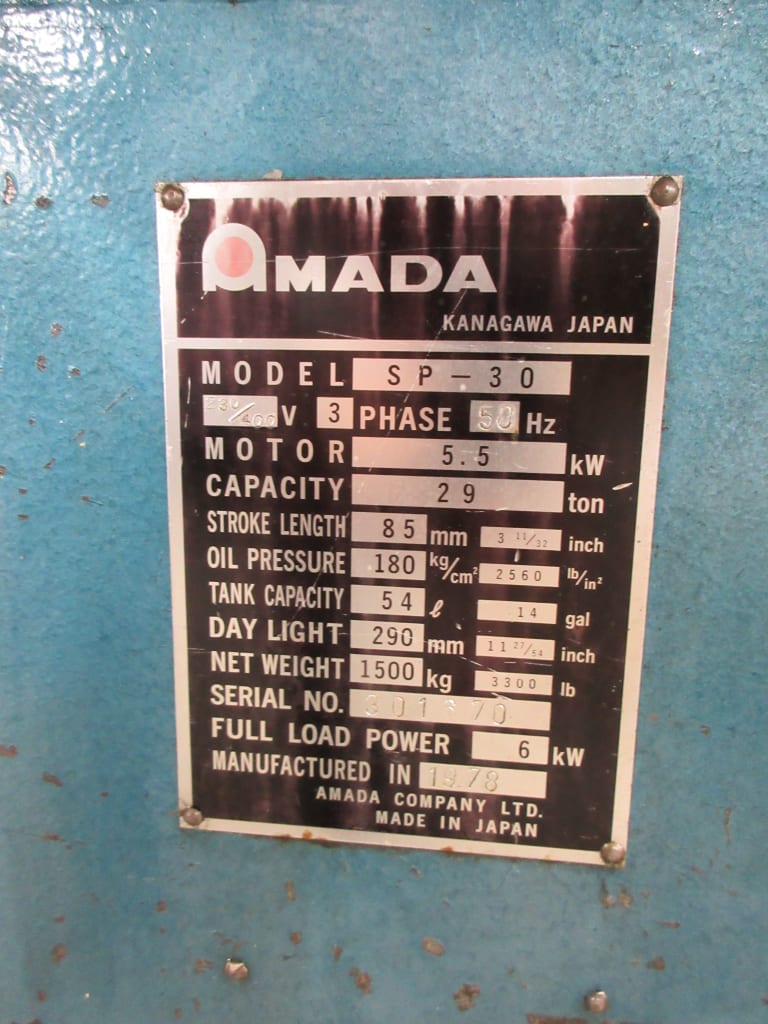 AMADA
KANAGAWA JAPAN
MODEL SP-30
230/400 V 3 PHASE 50 Hz
MOTOR 5.5 kW
CAPACITY 29 ton
STROKE LENGTH 85 mm 3 11/32 inch
OIL PRESSURE 180 kg/cm² 2560 lb/in²
TANK CAPACITY 54 ℓ 14 gal
DAY LIGHT 290 mm 11 27/54 inch
NET WEIGHT 1500 kg 3300 lb
SERIAL NO.
FULL LOAD POWER 6 kW
MANUFACTURED IN 1978
AMADA COMPANY LTD.
MADE IN JAPAN